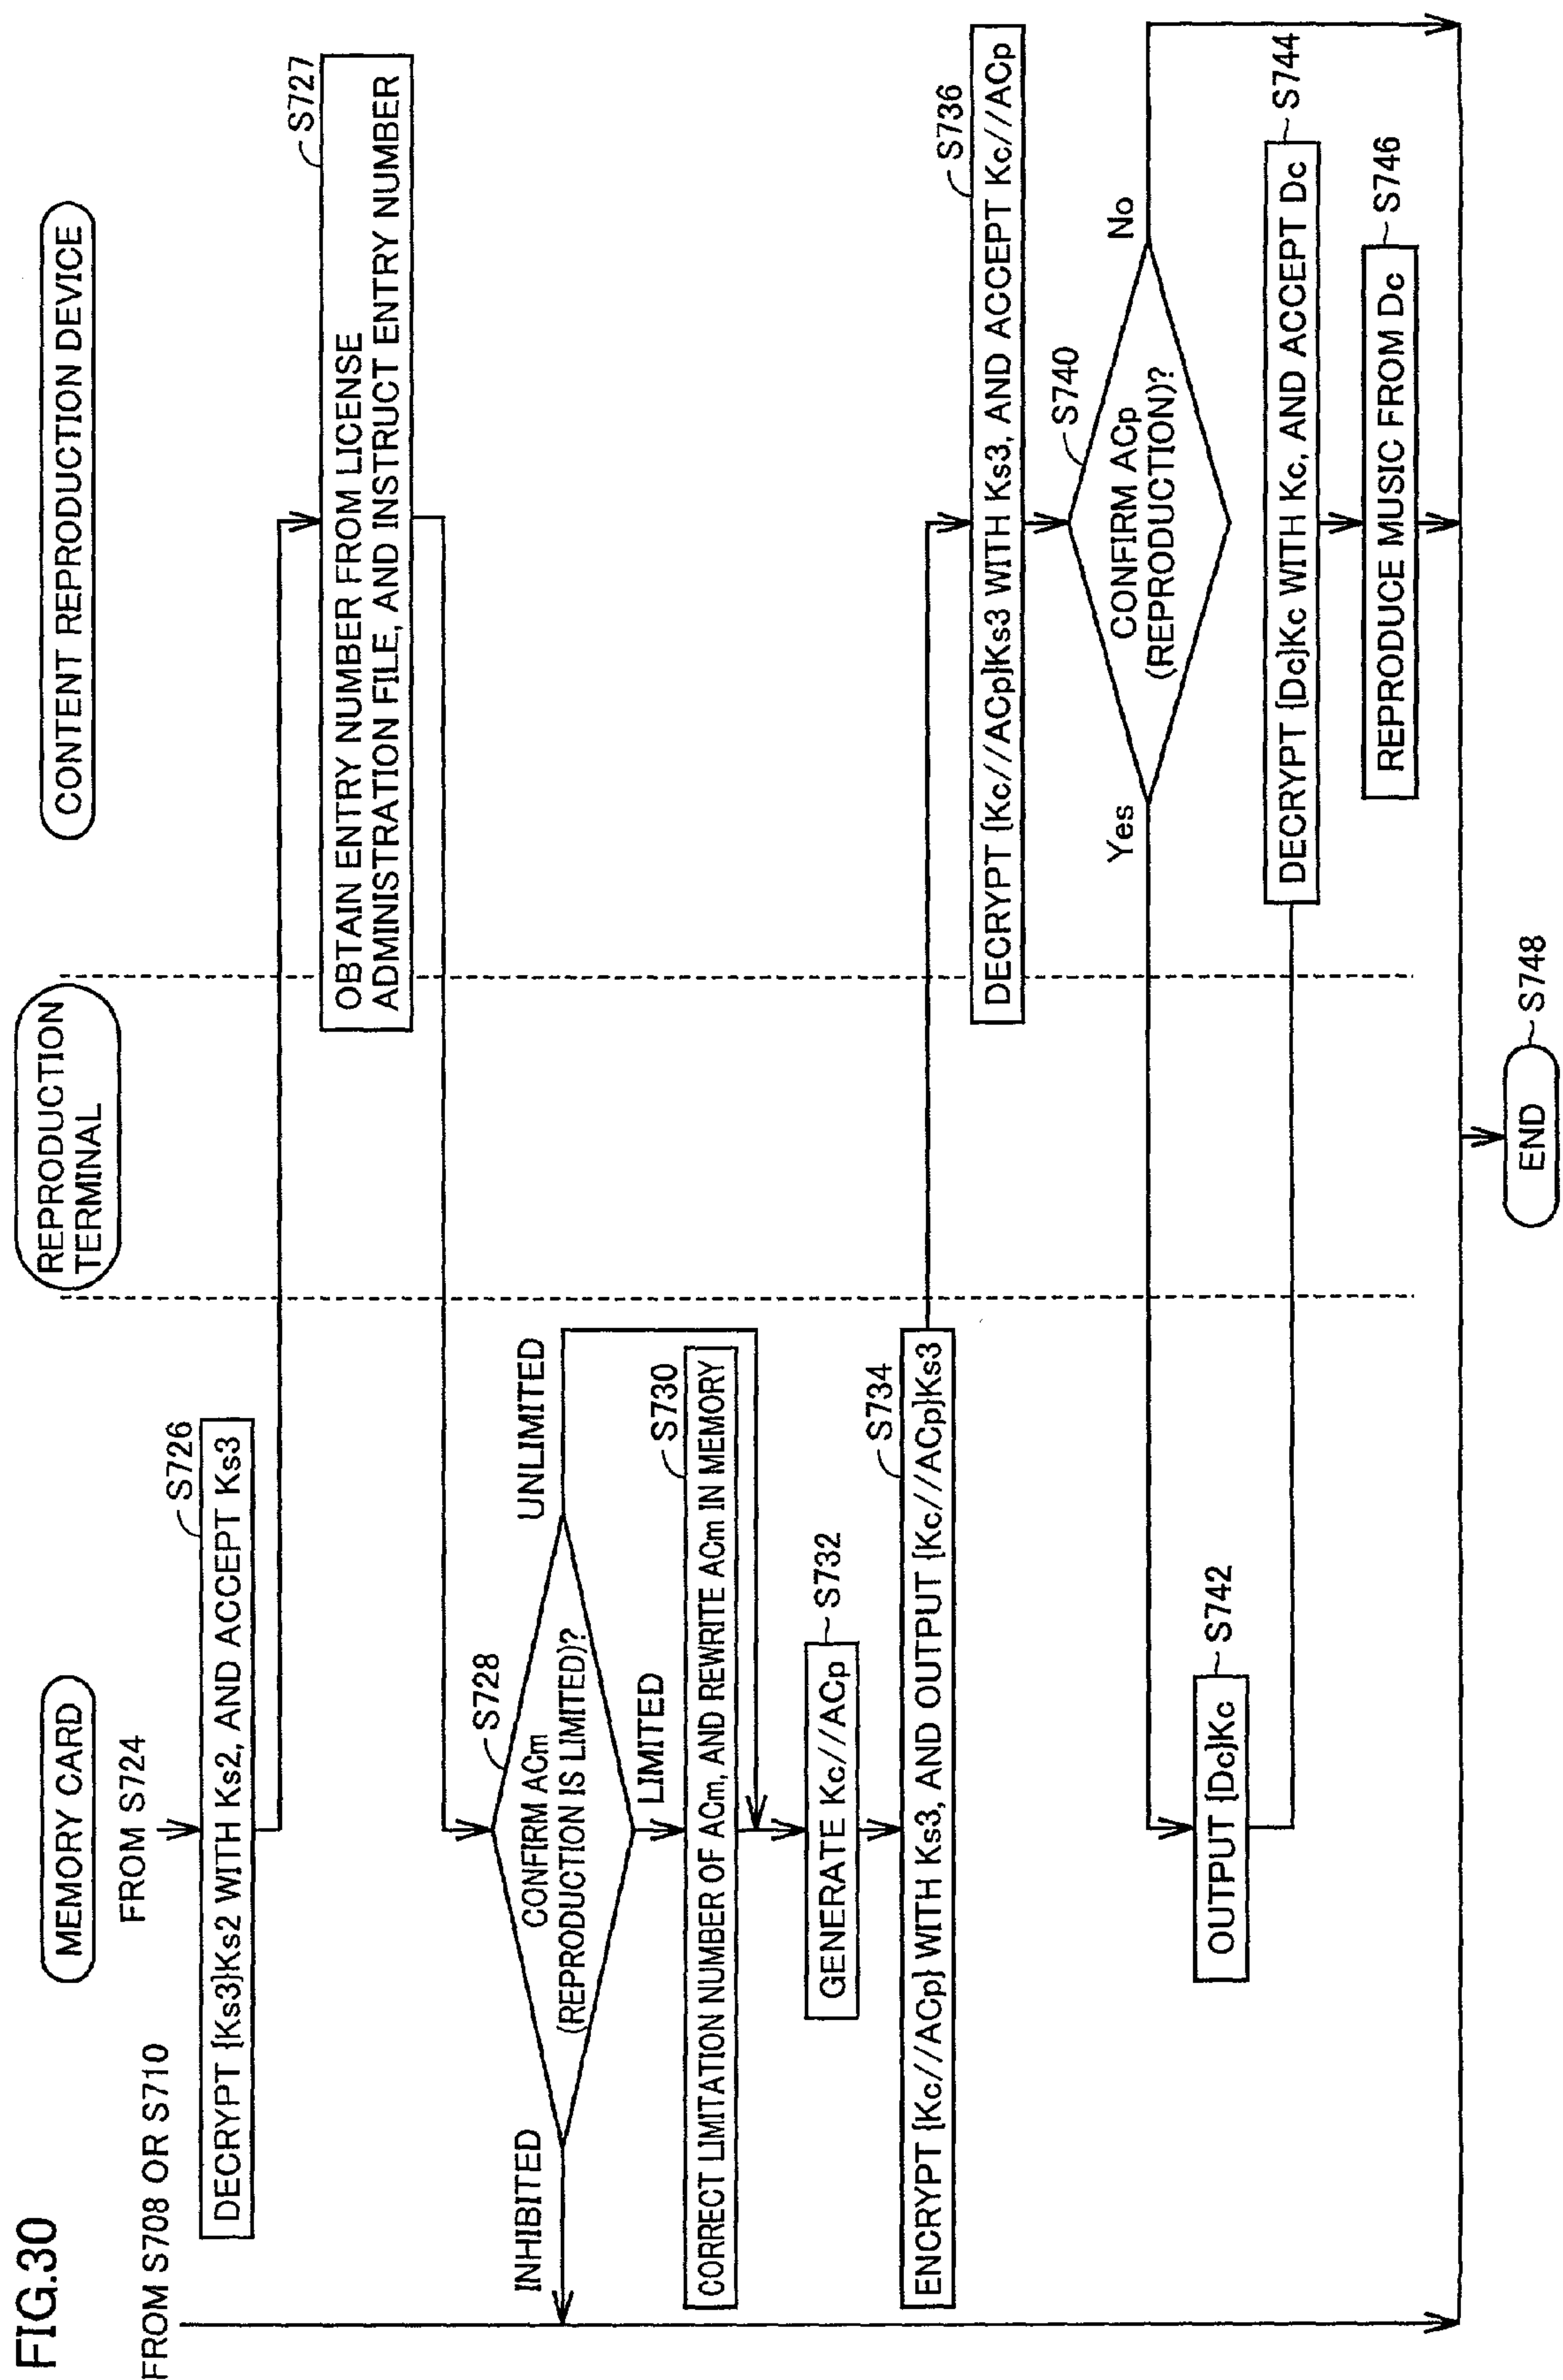 FIG.30
MEMORY CARD
REPRODUCTION
TERMINAL
CONTENT REPRODUCTION DEVICE
FROM S708 OR S710
FROM S724
S726
DECRYPT {Ks3}Ks2 WITH Ks2, AND ACCEPT Ks3
S727
OBTAIN ENTRY NUMBER FROM LICENSE
ADMINISTRATION FILE, AND INSTRUCT ENTRY NUMBER
S728
CONFIRM ACm
(REPRODUCTION IS LIMITED)?
INHIBITED
UNLIMITED
LIMITED
S730
CORRECT LIMITATION NUMBER OF ACm, AND REWRITE ACm IN MEMORY
GENERATE Kc//ACp
S732
S734
ENCRYPT {Kc//ACp} WITH Ks3, AND OUTPUT {Kc//ACp}Ks3
S736
DECRYPT {Kc//ACp}Ks3 WITH Ks3, AND ACCEPT Kc//ACp
S740
CONFIRM ACp
(REPRODUCTION)?
Yes
No
OUTPUT {Dc}Kc
S742
DECRYPT {Dc}Kc WITH Kc, AND ACCEPT Dc
S744
REPRODUCE MUSIC FROM Dc
S746
END
S748